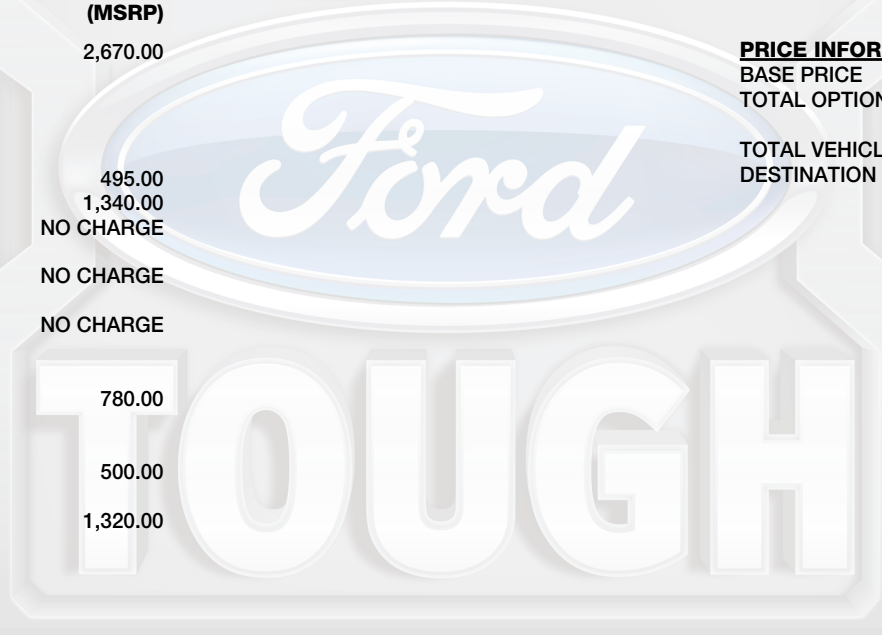 (MSRP)
2,670.00
495.00
1,340.00
NO CHARGE
NO CHARGE
NO CHARGE
780.00
500.00
1,320.00
PRICE INFOR
BASE PRICE
TOTAL OPTION
TOTAL VEHICL
DESTINATION
Ford
TOUGH